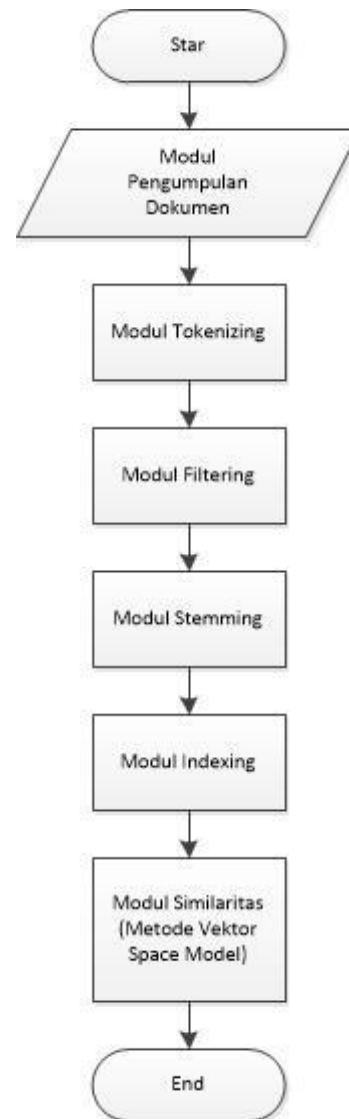 Star
Modul
Pengumpulan
Dokumen
Modul Tokenizing
Modul Filtering
Modul Stemming
Modul Indexing
Modul Similaritas
(Metode Vektor
Space Model)
End